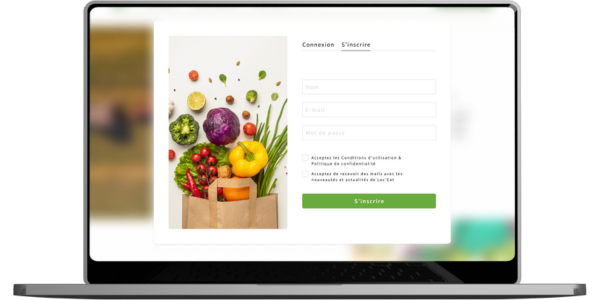 Connexion S'inscrire
Nom
E-mail
Mot de passe
Acceptez les Conditions d'utilisation &
Politique de confidentialité
Acceptez de recevoir des mails avec les
nouveautés et actualités de Lov'Eat
S'inscrire